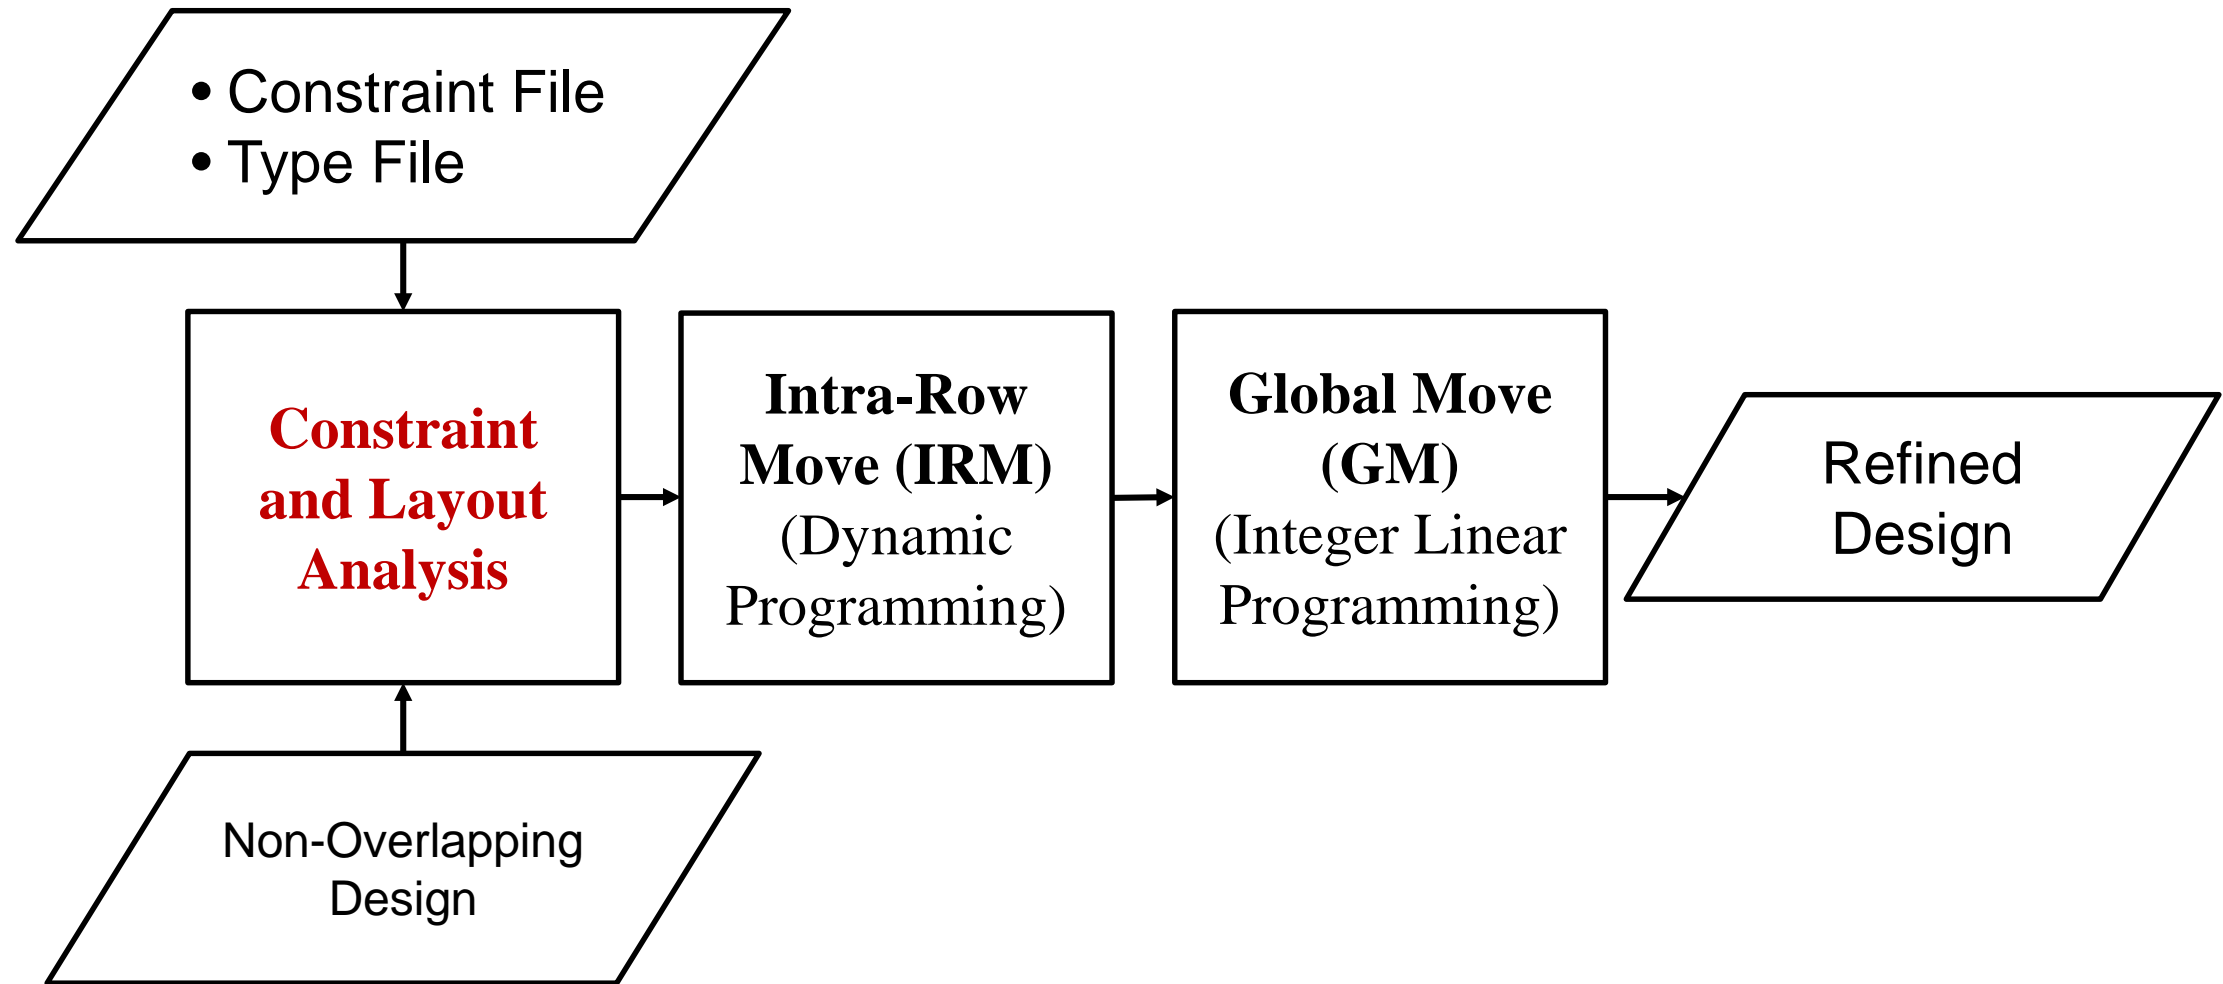 • Constraint File
• Type File
Constraint
and Layout
Analysis
Intra-Row
Move (IRM)
(Dynamic
Programming)
Global Move
(GM)
(Integer Linear
Programming)
Refined
Design
Non-Overlapping
Design